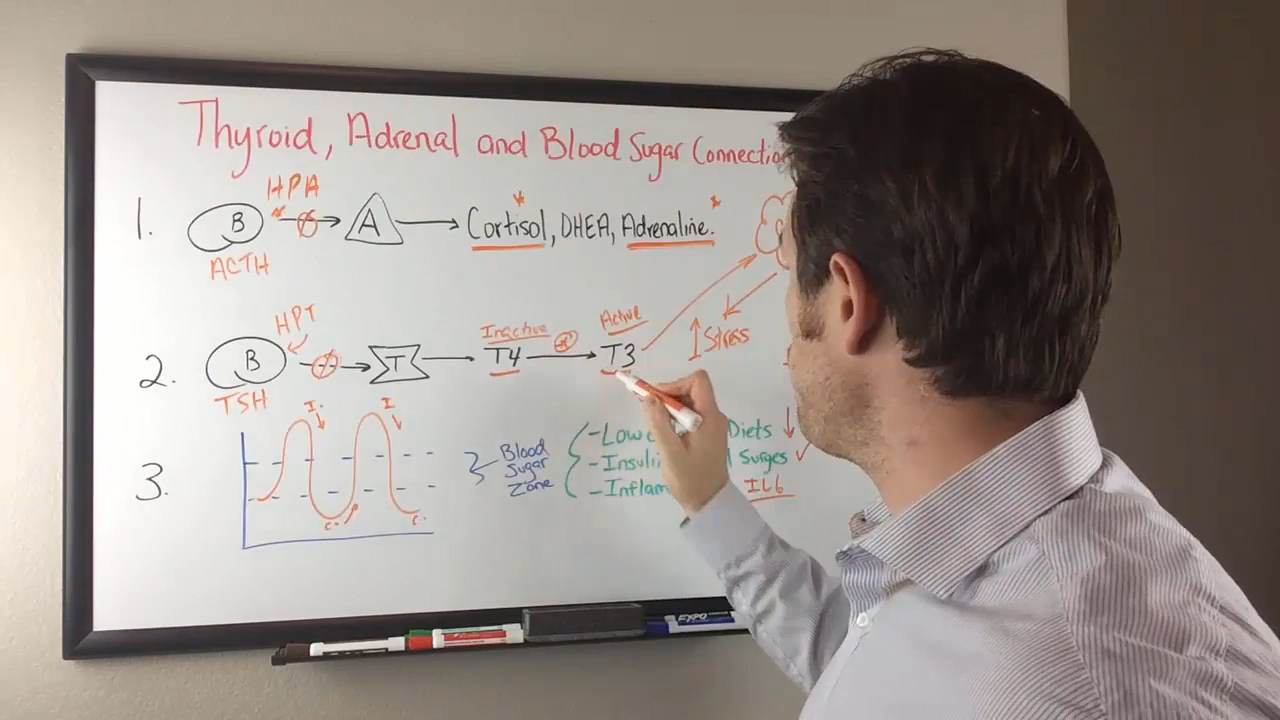 Thyroid, Adrenal and Blood Sugar Connectio
HPA
1. B A Cortisol, DHEA, Adrenaline.
ACTH
HPT
Inactive Active
2. B T T4 T3
Stress
TSH
I. I
3.
C. C.
Blood
Sugar
Zone
-Low Diets
-Insuli Surges
-Inflam IL6
EXPO